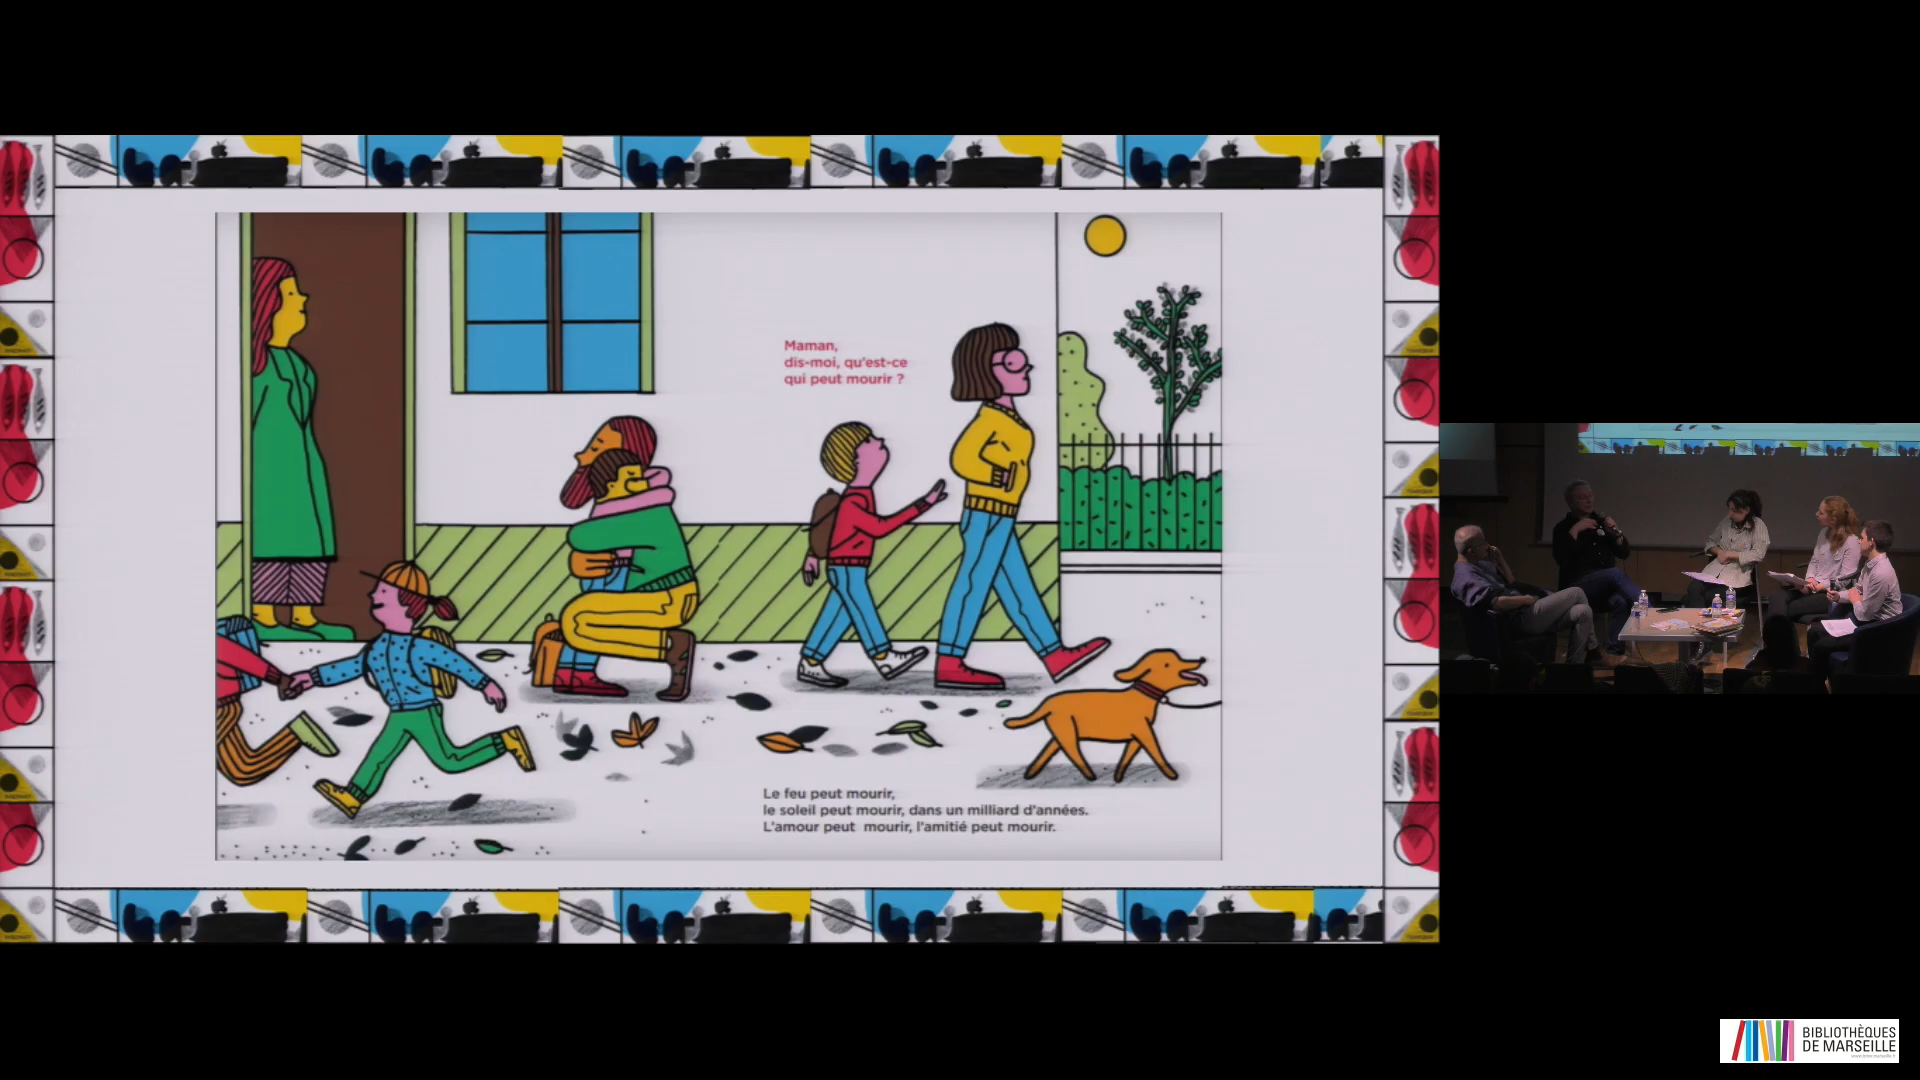 Maman,
dis-moi, qu'est-ce
qui peut mourir ?
Le feu peut mourir,
le soleil peut mourir, dans un milliard d'années.
L'amour peut  mourir, l'amitié peut mourir.
BIBLIOTHÈQUES
DE MARSEILLE